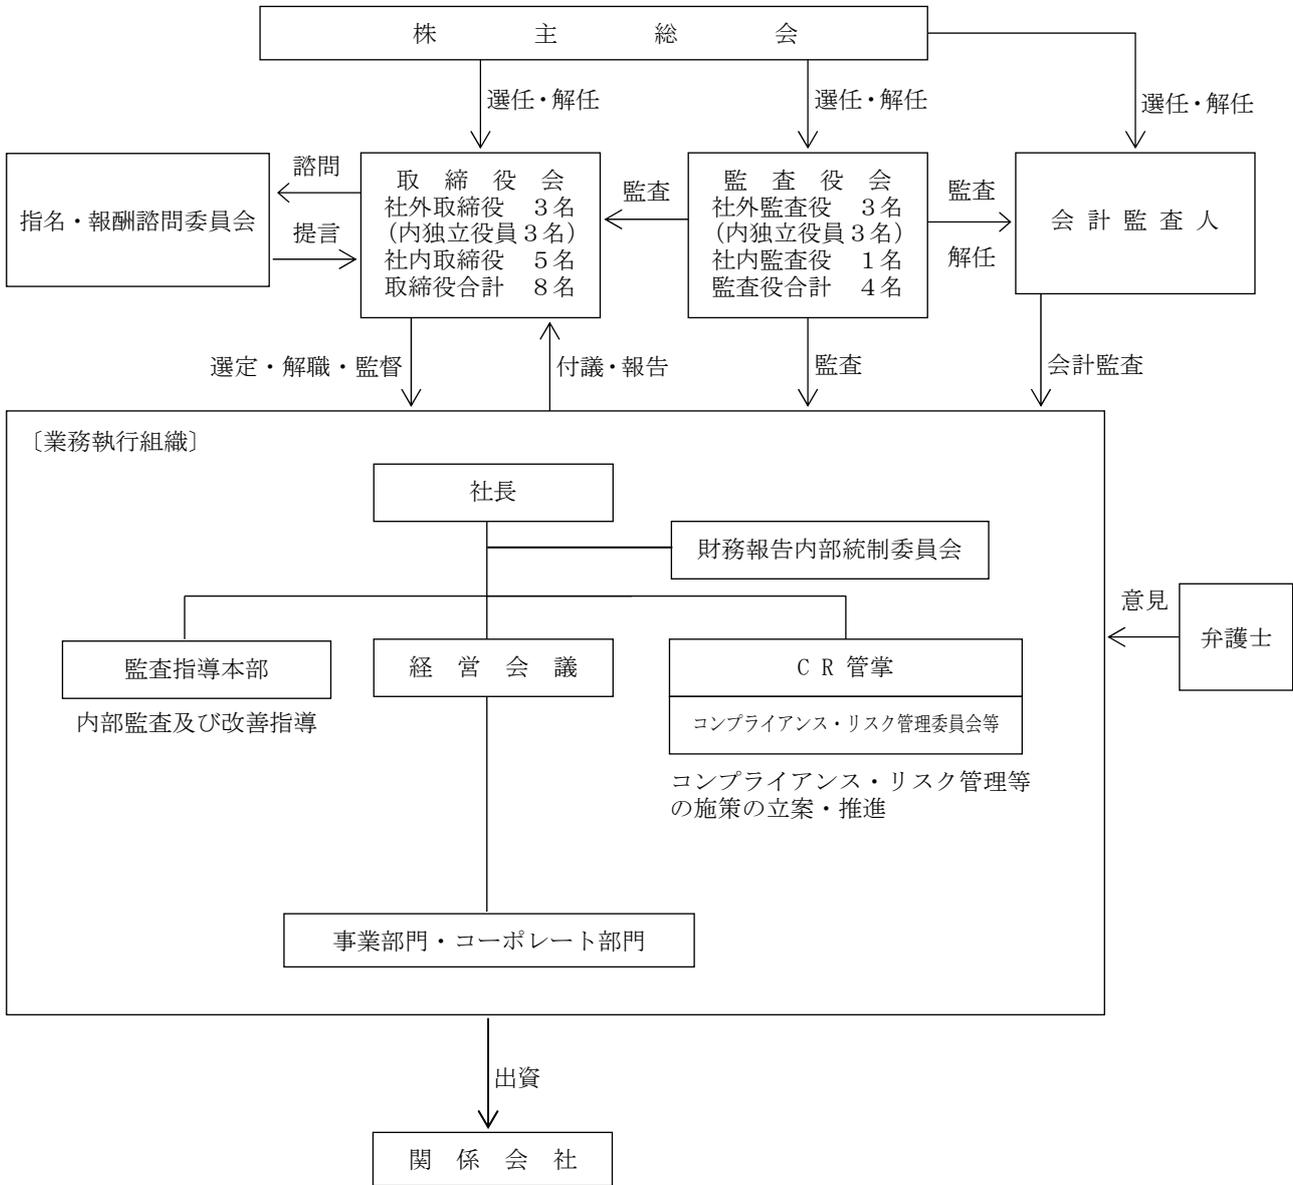 株主総会
選任・解任
選任・解任
選任・解任
指名・報酬諮問委員会
諮問
提言
取締役会
社外取締役 3名
(内独立役員3名)
社内取締役 5名
取締役合計 8名
監査
監査役会
社外監査役 3名
(内独立役員3名)
社内監査役 1名
監査役合計 4名
監査
解任
会計監査人
選定・解職・監督
付議・報告
監査
会計監査
〔業務執行組織〕
社長
財務報告内部統制委員会
監査指導本部
内部監査及び改善指導
経営会議
CR管掌
コンプライアンス・リスク管理委員会等
コンプライアンス・リスク管理等
の施策の立案・推進
意見
弁護士
事業部門・コーポレート部門
出資
関係会社